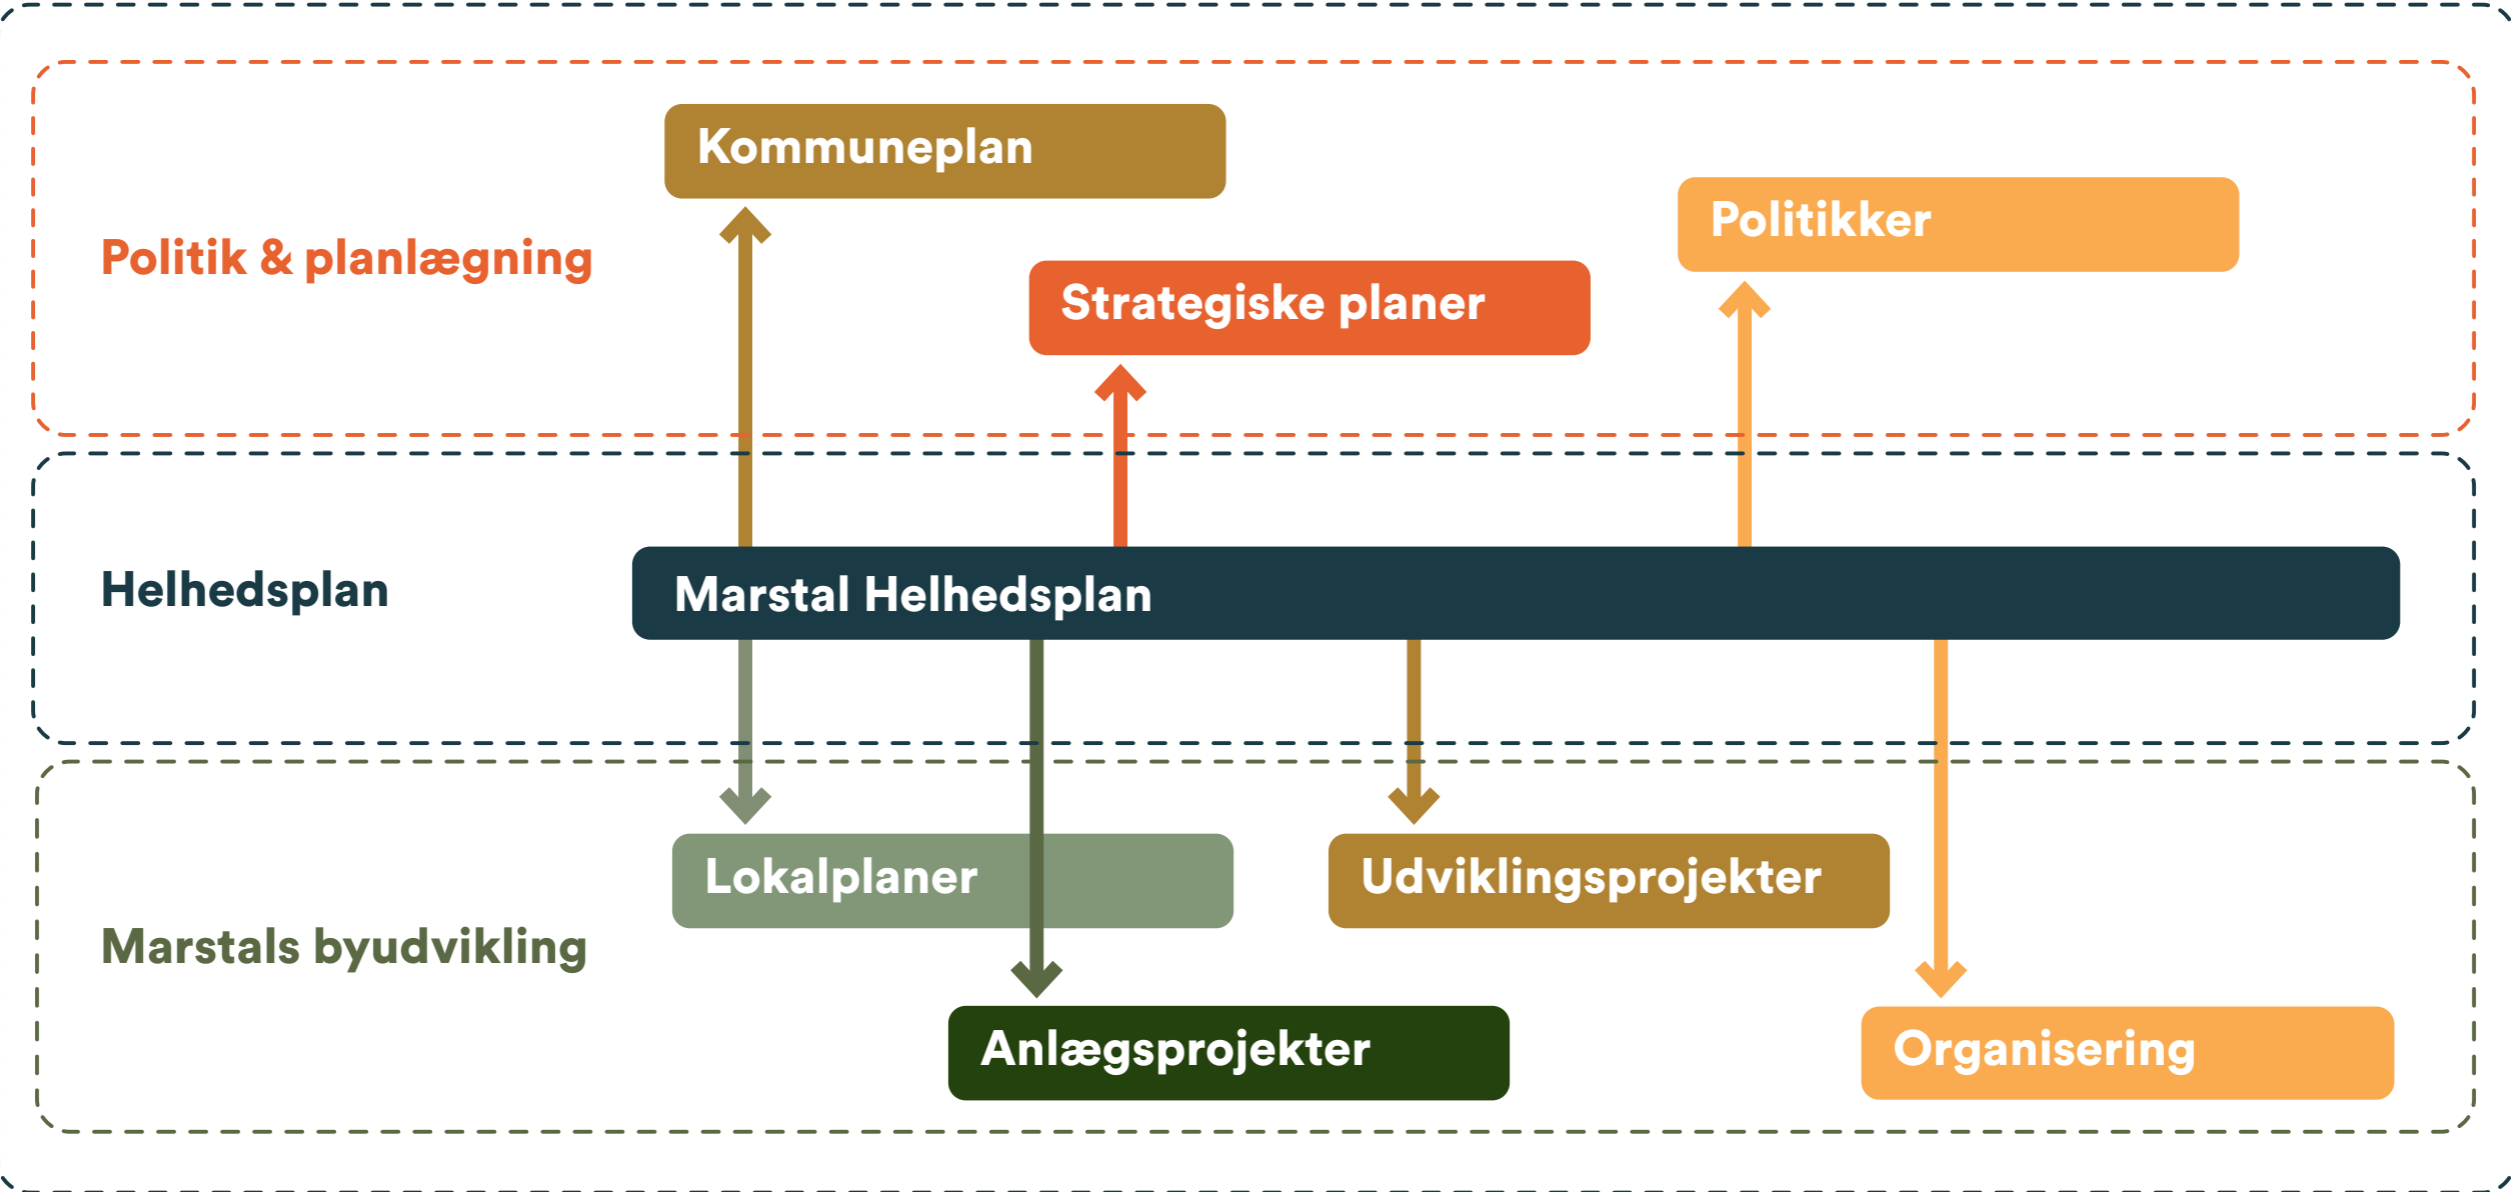 Politik & planlægning
Kommuneplan
Politikker
Strategiske planer
Helhedsplan
Marstal Helhedsplan
Marstals byudvikling
Lokalplaner
Udviklingsprojekter
Anlægsprojekter
Organisering